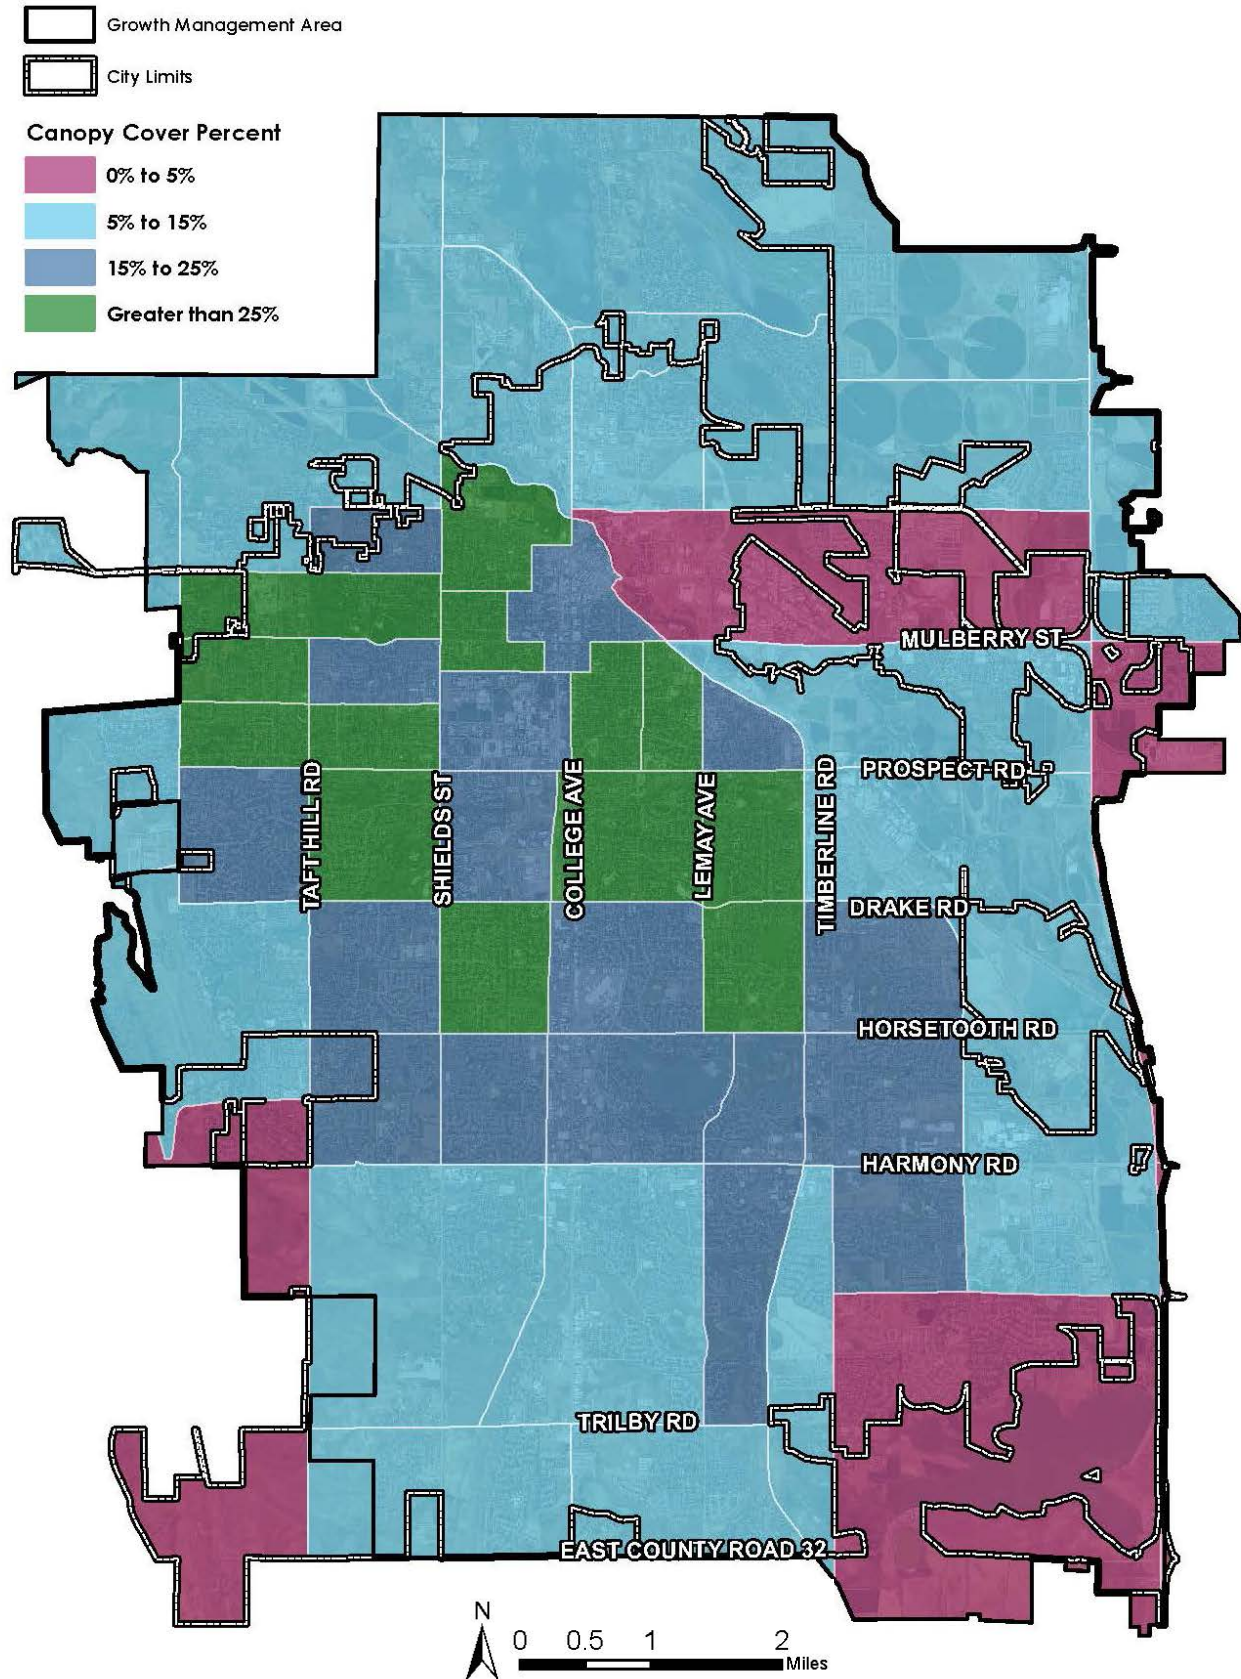 Growth Management Area
City Limits
Canopy Cover Percent
0% to 5%
5% to 15%
15% to 25%
Greater than 25%
MULBERRY ST
PROSPECT RD
TAFT HILL RD
SHIELDS ST
COLLEGE AVE
LEMAY AVE
TIMBERLINE RD
DRAKE RD
HORSETOOTH RD
HARMONY RD
TRILBY RD
EAST COUNTY ROAD 32
N
0 0.5 1 2
Miles